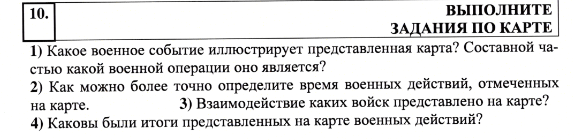 10. ВЫПОЛНИТЕ
ЗАДАНИЯ ПО КАРТЕ
1) Какое военное событие иллюстрирует представленная карта? Составной ча-
стью какой военной операции оно является?
2) Как можно более точно определите время военных действий, отмеченных
на карте. 3) Взаимодействие каких войск представлено на карте?
4) Каковы были итоги представленных на карте военных действий?